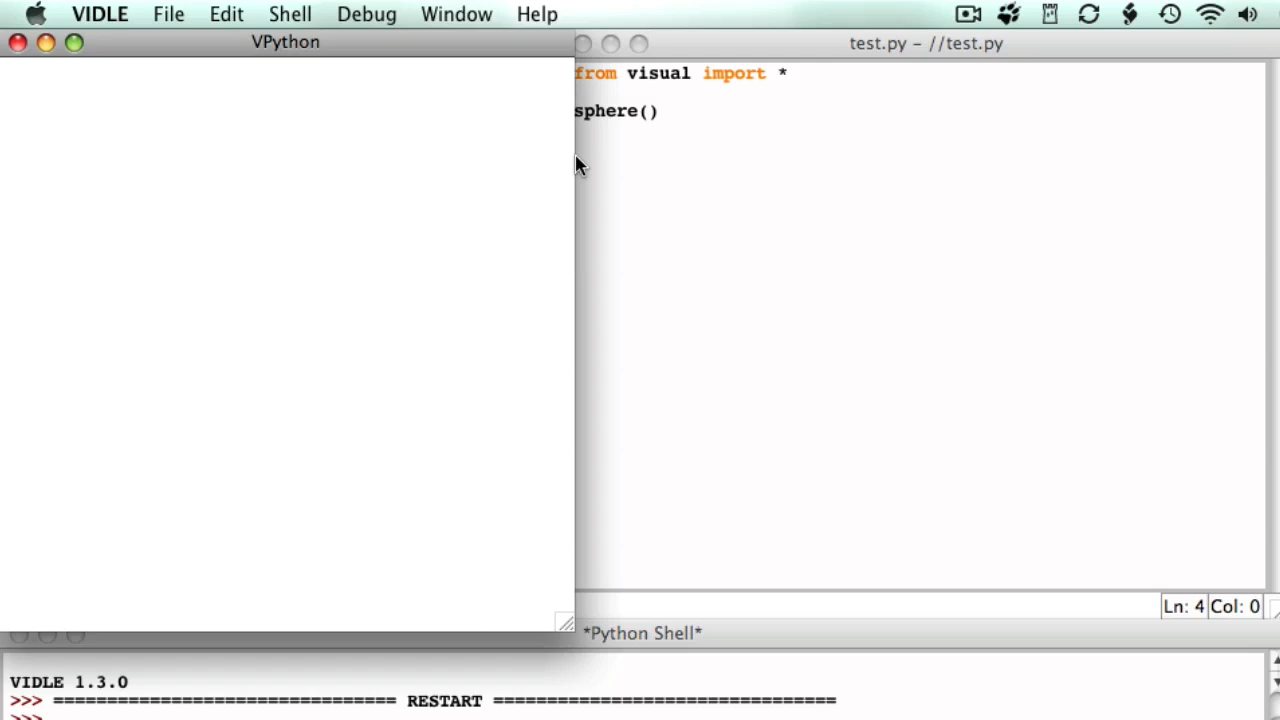 VIDLE File Edit Shell Debug Window Help
VPython
test.py – //test.py
from visual import *
sphere()
Ln: 4 Col: 0
*Python Shell*
VIDLE 1.3.0
>>> ================================ RESTART ================================
>>>